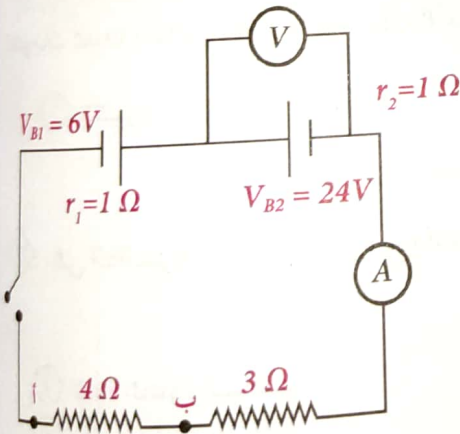 V
r₂=1 Ω
V_B1 = 6V
r₁=1 Ω
V_B2 = 24V
A
أ
4 Ω
ب
3 Ω